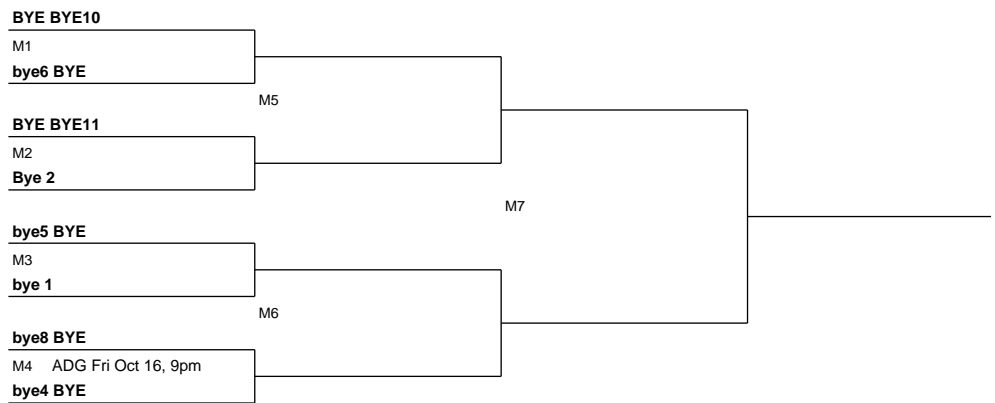 BYE BYE10
M1
bye6 BYE
M5
BYE BYE11
M2
Bye 2
M7
bye5 BYE
M3
bye 1
M6
bye8 BYE
M4 ADG Fri Oct 16, 9pm
bye4 BYE